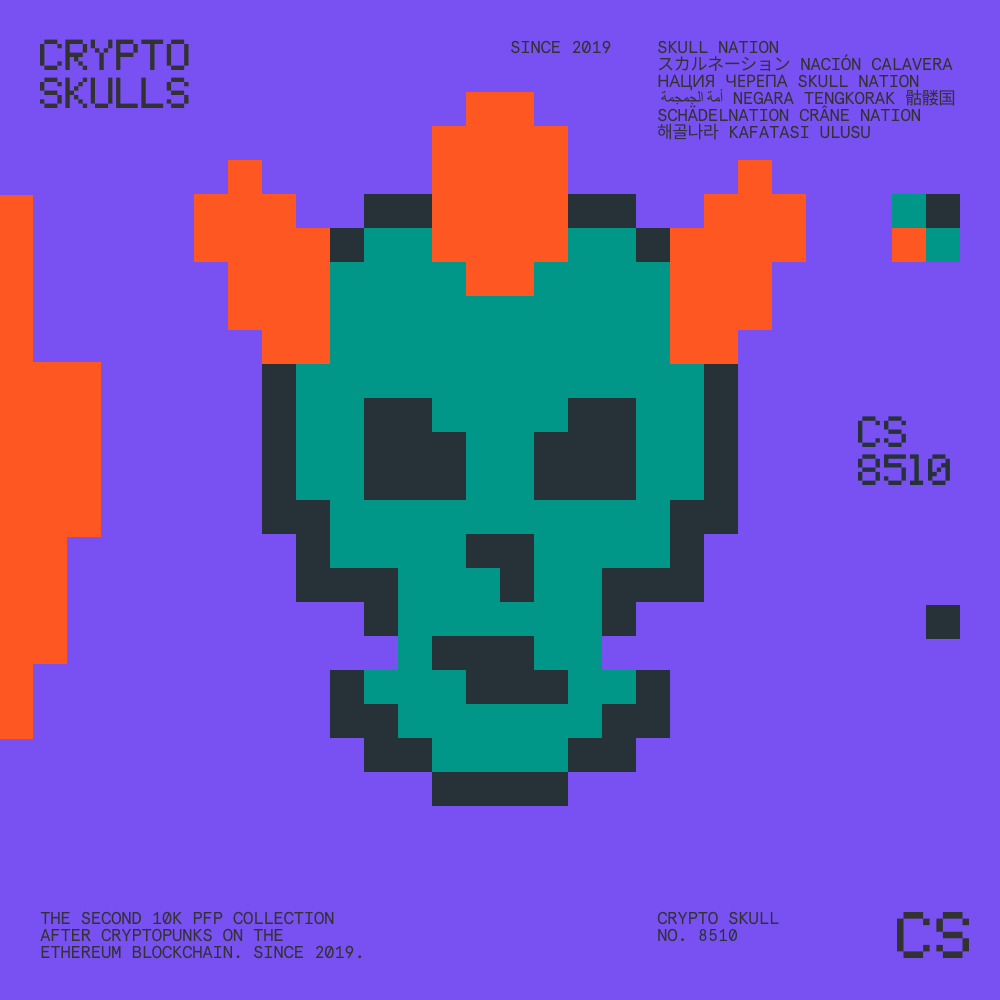 CRYPTO
SKULLS
SINCE 2019
SKULL NATION
スカルネーション NACIÓN CALAVERA
НАЦИЯ ЧЕРЕПА SKULL NATION
أمة الجمجمة NEGARA TENGKORAK 骷髅国
SCHÄDELNATION CRÂNE NATION
해골나라 KAFATASI ULUSU
CS
8510
THE SECOND 10K PFP COLLECTION
AFTER CRYPTOPUNKS ON THE
ETHEREUM BLOCKCHAIN. SINCE 2019.
CRYPTO SKULL
NO. 8510
CS